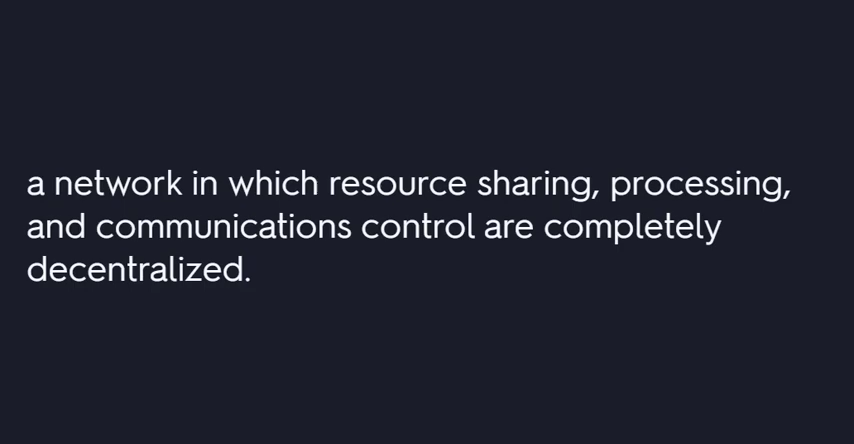 a network in which resource sharing, processing,
and communications control are completely
decentralized.